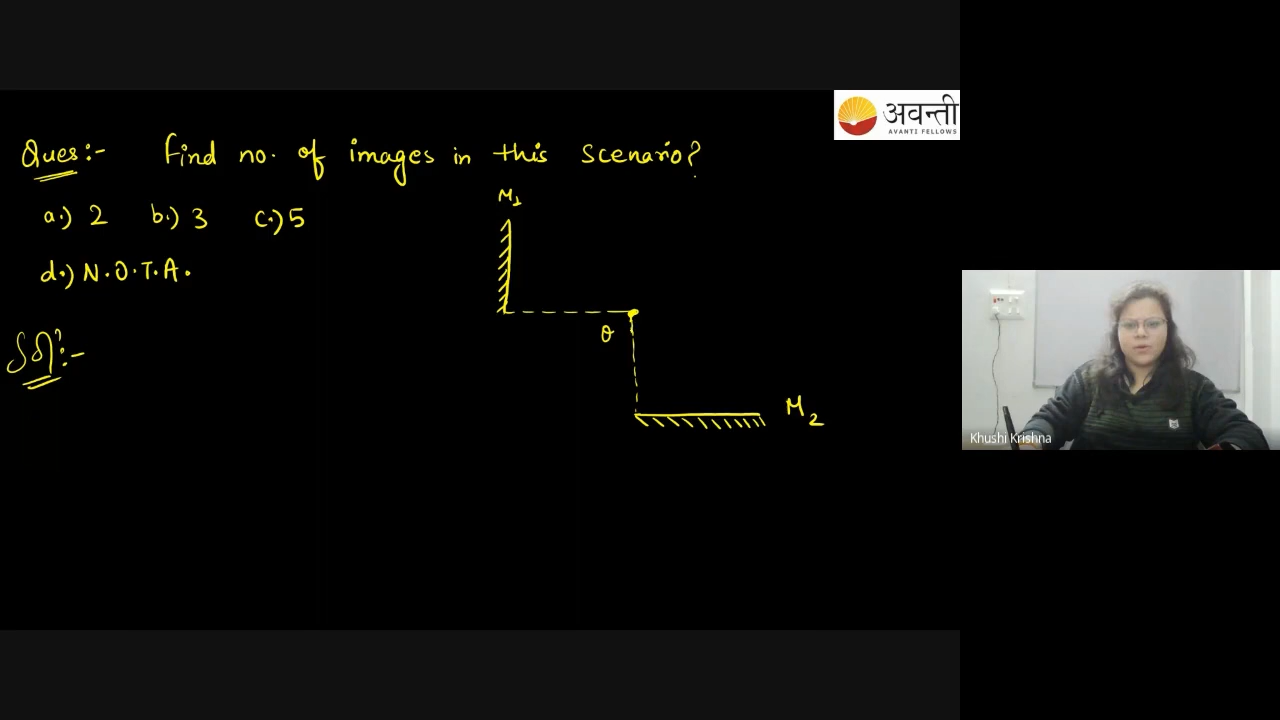 अवन्ती
AVANTI FELLOWS
Ques:- Find no. of images in this scenario?
a.) 2 b.) 3 c.) 5
d.) N.O.T.A.
Sol:-
M1
θ
M2
Khushi Krishna